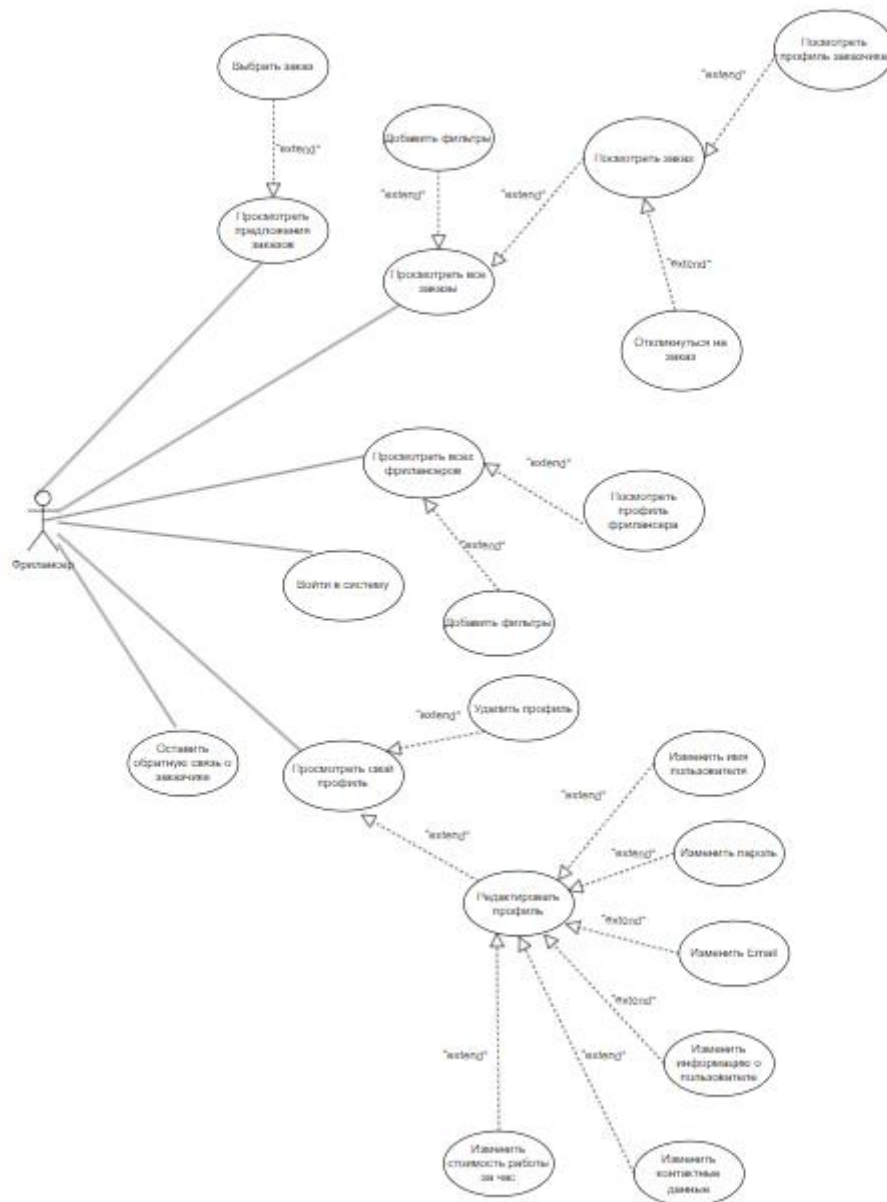 Посмотреть
профиль заказчика
"extend"
Выбрать заказ
"extend"
Добавить фильтры
"extend"
Посмотреть заказ
"extend"
Просмотреть
предложения
заказов
Просмотреть все
заказы
"extend"
Откликнуться на
заказ
Просмотреть всех
фрилансеров
"extend"
Посмотреть
профиль
фрилансера
"extend"
Фрилансер
Войти в систему
Добавить фильтры
Удалить профиль
"extend"
Оставить
обратную связь о
заказчике
Просмотреть свой
профиль
Изменить имя
пользователя
"extend"
"extend"
Изменить пароль
"extend"
Редактировать
профиль
"extend"
Изменить Email
"extend"
"extend"
"extend"
Изменить
информацию о
пользователе
Изменить
стоимость работы
за час
Изменить
контактные
данные